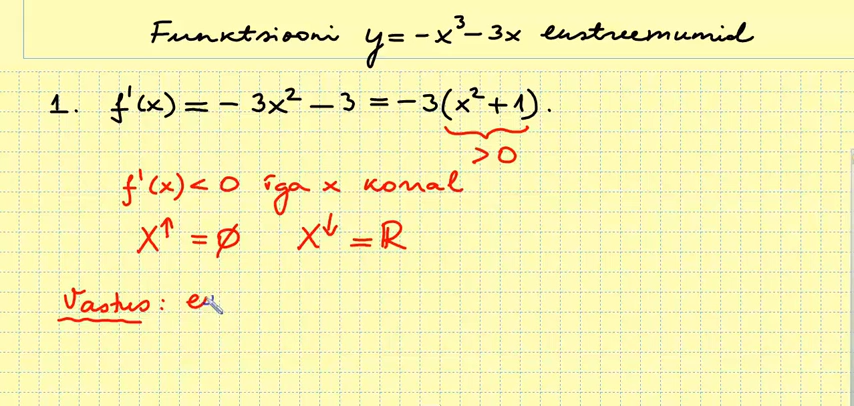 Funktsiooni y = -x³ - 3x ekstreemumid
1. f'(x) = - 3x² - 3 = -3(x² + 1).
> 0
f'(x) < 0 iga x korral
X↑ = ∅ X↓ = ℝ
Vastus: e